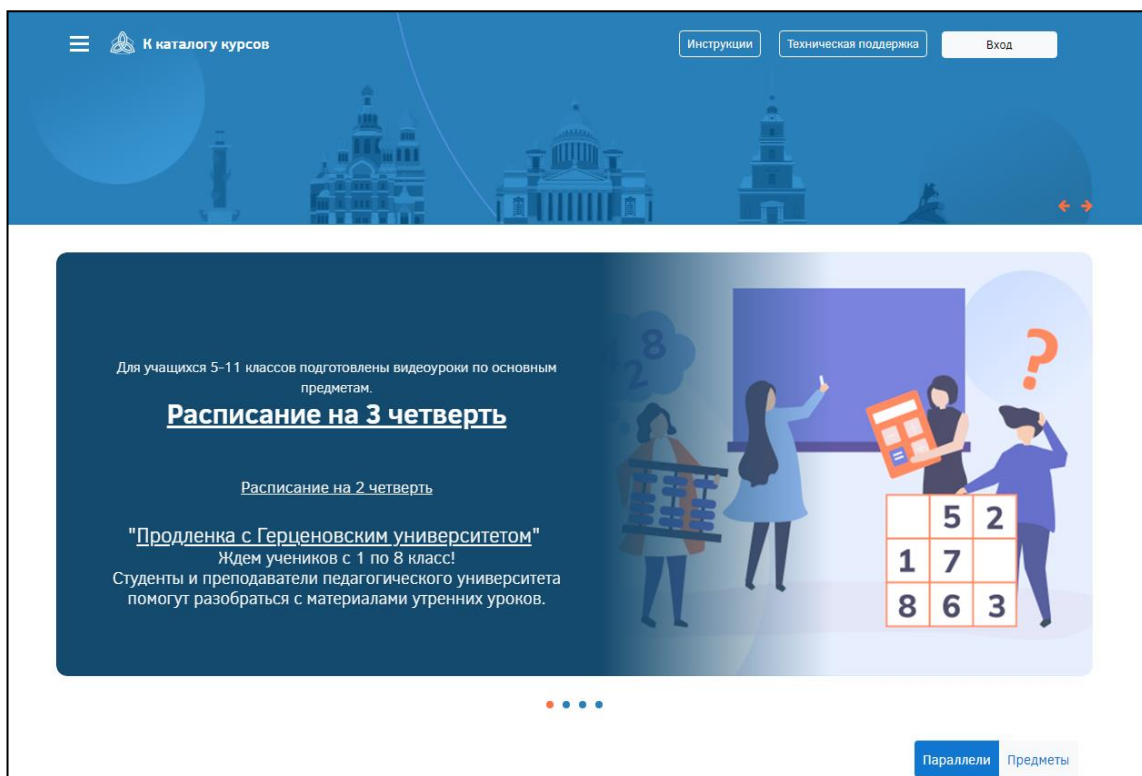 К каталогу курсов
Инструкции
Техническая поддержка
Вход
Для учащихся 5-11 классов подготовлены видеоуроки по основным
предметам.
Расписание на 3 четверть
Расписание на 2 четверть
"Продленка с Герценовским университетом"
Ждем учеников с 1 по 8 класс!
Студенты и преподаватели педагогического университета
помогут разобраться с материалами утренних уроков.
8
2
?
5 2
1 7
8 6 3
Параллели Предметы